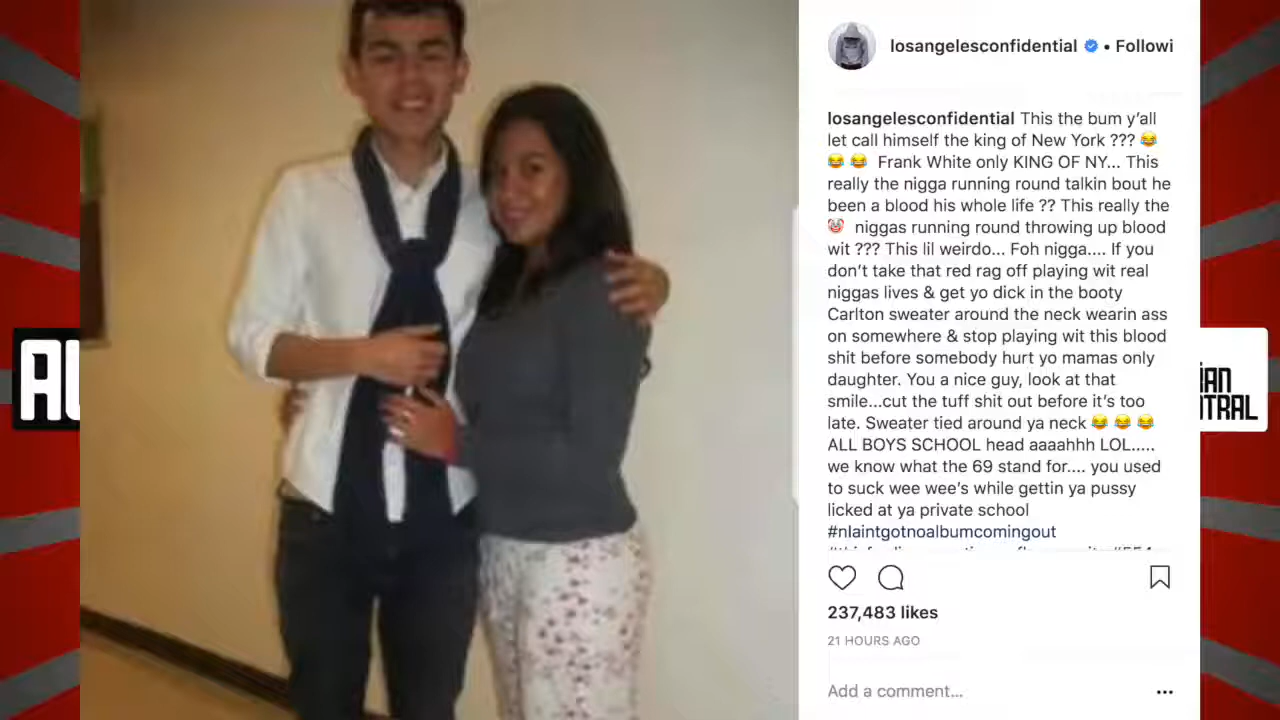 losangelesconfidential • Followi
losangelesconfidential This the bum y'all
let call himself the king of New York ??? 😂
😂 😂 Frank White only KING OF NY... This
really the nigga running round talkin bout he
been a blood his whole life ?? This really the
🤡 niggas running round throwing up blood
wit ??? This lil weirdo... Foh nigga.... If you
don't take that red rag off playing wit real
niggas lives & get yo dick in the booty
Carlton sweater around the neck wearin ass
on somewhere & stop playing wit this blood
shit before somebody hurt yo mamas only
daughter. You a nice guy, look at that
smile...cut the tuff shit out before it's too
late. Sweater tied around ya neck 😂 😂 😂
ALL BOYS SCHOOL head aaaahhh LOL.....
we know what the 69 stand for.... you used
to suck wee wee's while gettin ya pussy
licked at ya private school
#nlaintgotnoalbumcomingout
237,483 likes
21 HOURS AGO
Add a comment...